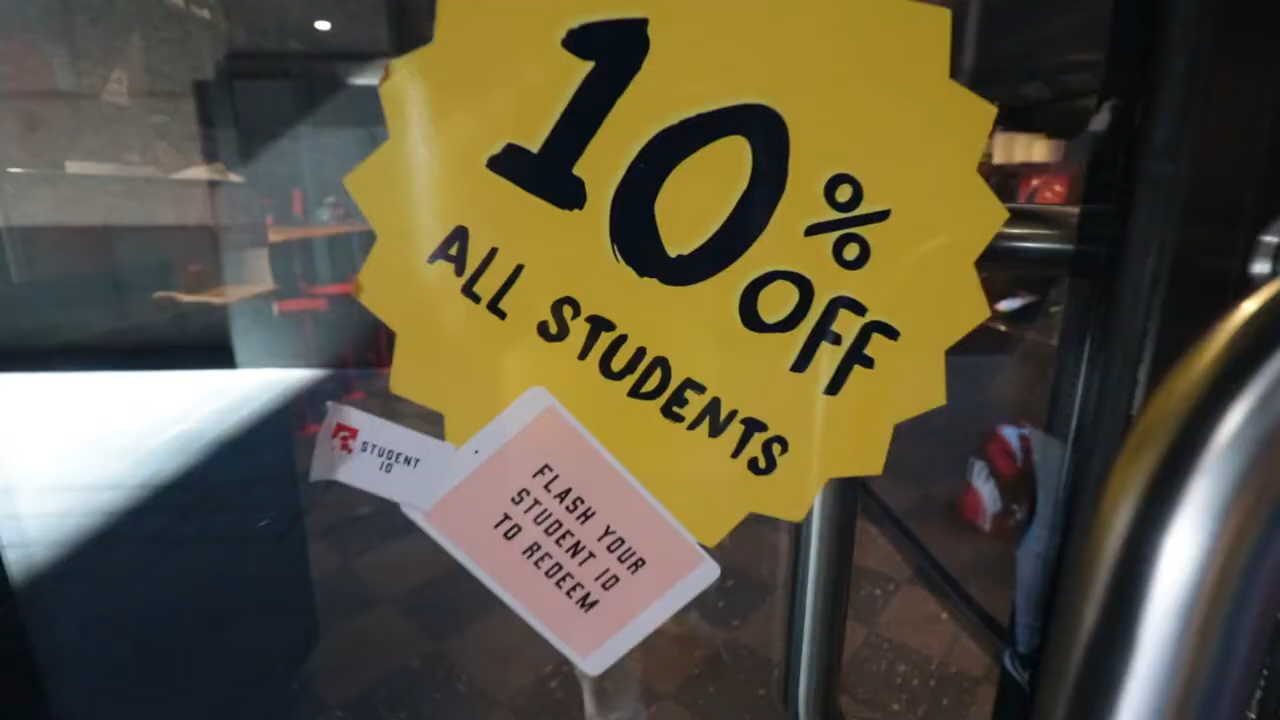 10%
OFF
ALL STUDENTS
STUDENT
ID
FLASH YOUR
STUDENT ID
TO REDEEM